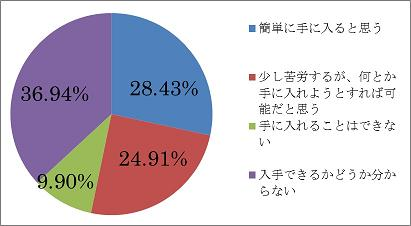 28.43%
24.91%
9.90%
36.94%
簡単に手に入ると思う
少し苦労するが、何とか
手に入れようとすれば可
能だと思う
手に入れることはできな
い
入手できるかどうか分か
らない